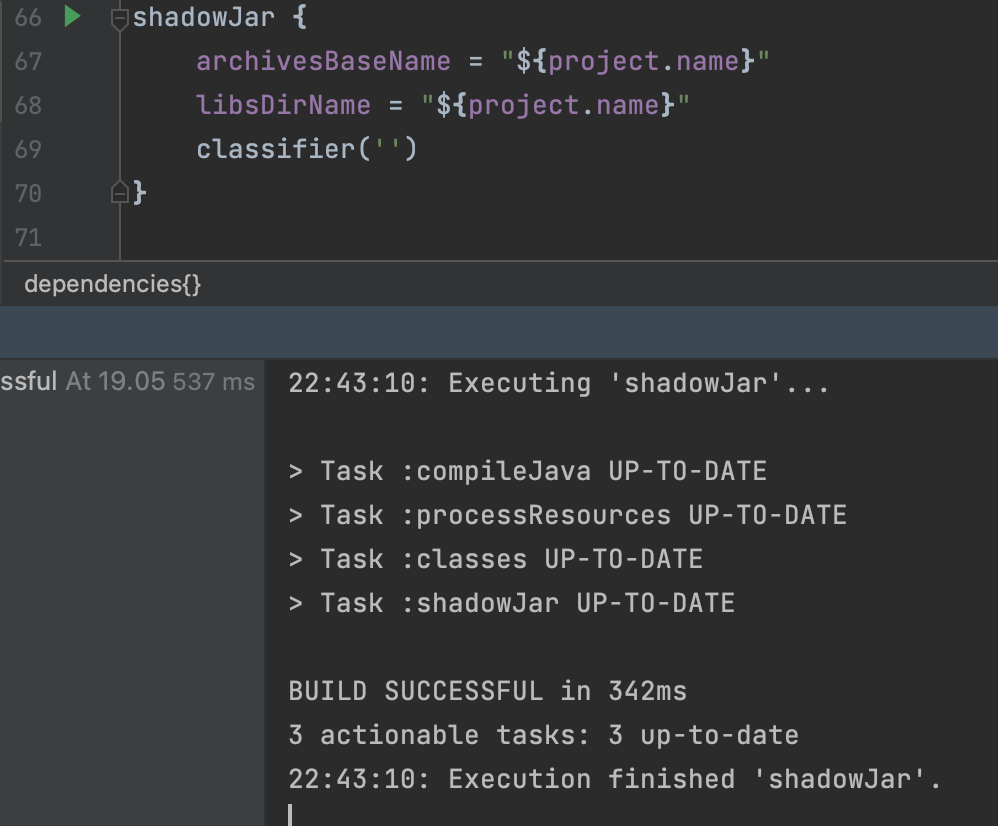 66 shadowJar {
67 archivesBaseName = "${project.name}"
68 libsDirName = "${project.name}"
69 classifier('')
70 }
71
dependencies{}
ssful At 19.05 537 ms
22:43:10: Executing 'shadowJar'...
> Task :compileJava UP-TO-DATE
> Task :processResources UP-TO-DATE
> Task :classes UP-TO-DATE
> Task :shadowJar UP-TO-DATE
BUILD SUCCESSFUL in 342ms
3 actionable tasks: 3 up-to-date
22:43:10: Execution finished 'shadowJar'.